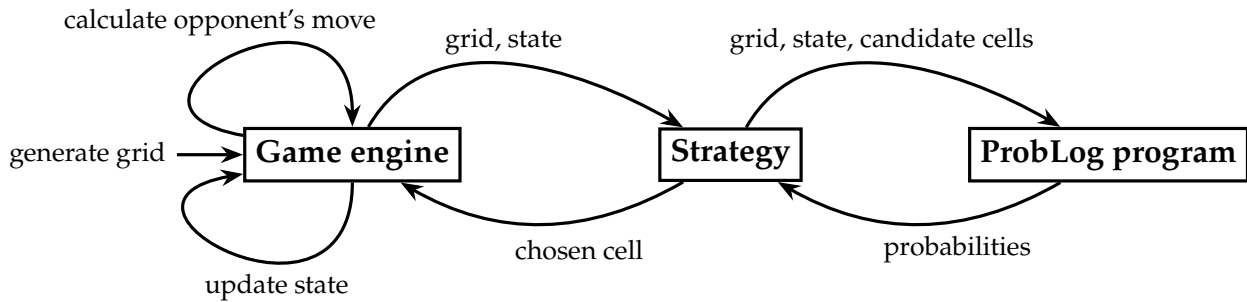 calculate opponent's move
grid, state
grid, state, candidate cells
generate grid
Game engine
Strategy
ProbLog program
chosen cell
probabilities
update state